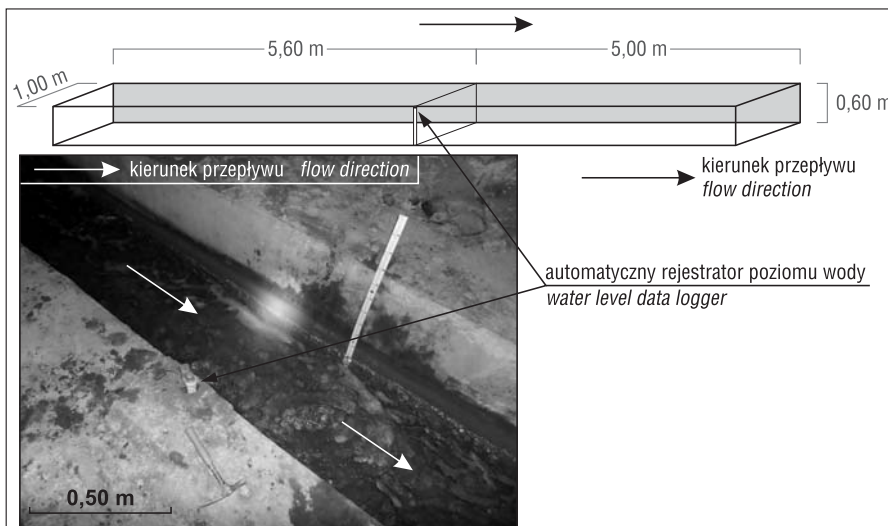 5,60 m
5,00 m
1,00 m
0,60 m
kierunek przepływu flow direction
kierunek przepływu
flow direction
automatyczny rejestrator poziomu wody
water level data logger
0,50 m